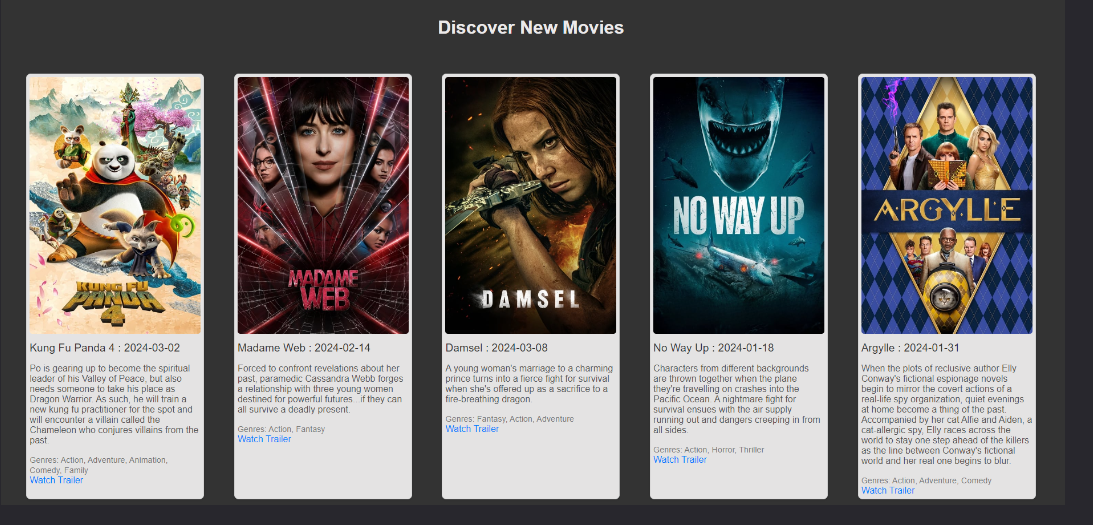 Discover New Movies
KUNG FU
PANDA
4
Kung Fu Panda 4 : 2024-03-02
Po is gearing up to become the spiritual
leader of his Valley of Peace, but also
needs someone to take his place as
Dragon Warrior. As such, he will train a
new kung fu practitioner for the spot and
will encounter a villain called the
Chameleon who conjures villains from the
past.
Genres: Action, Adventure, Animation,
Comedy, Family
Watch Trailer
MADAME
WEB
Madame Web : 2024-02-14
Forced to confront revelations about her
past, paramedic Cassandra Webb forges
a relationship with three young women
destined for powerful futures...if they can
all survive a deadly present.
Genres: Action, Fantasy
Watch Trailer
DAMSEL
Damsel : 2024-03-08
A young woman's marriage to a charming
prince turns into a fierce fight for survival
when she's offered up as a sacrifice to a
fire-breathing dragon.
Genres: Fantasy, Action, Adventure
Watch Trailer
NO WAY UP
No Way Up : 2024-01-18
Characters from different backgrounds
are thrown together when the plane
they're travelling on crashes into the
Pacific Ocean. A nightmare fight for
survival ensues with the air supply
running out and dangers creeping in from
all sides.
Genres: Action, Horror, Thriller
Watch Trailer
ARGYLLE
Argylle : 2024-01-31
When the plots of reclusive author Elly
Conway's fictional espionage novels
begin to mirror the covert actions of a
real-life spy organization, quiet evenings
at home become a thing of the past.
Accompanied by her cat Alfie and Aiden, a
cat-allergic spy, Elly races across the
world to stay one step ahead of the killers
as the line between Conway's fictional
world and her real one begins to blur.
Genres: Action, Adventure, Comedy
Watch Trailer